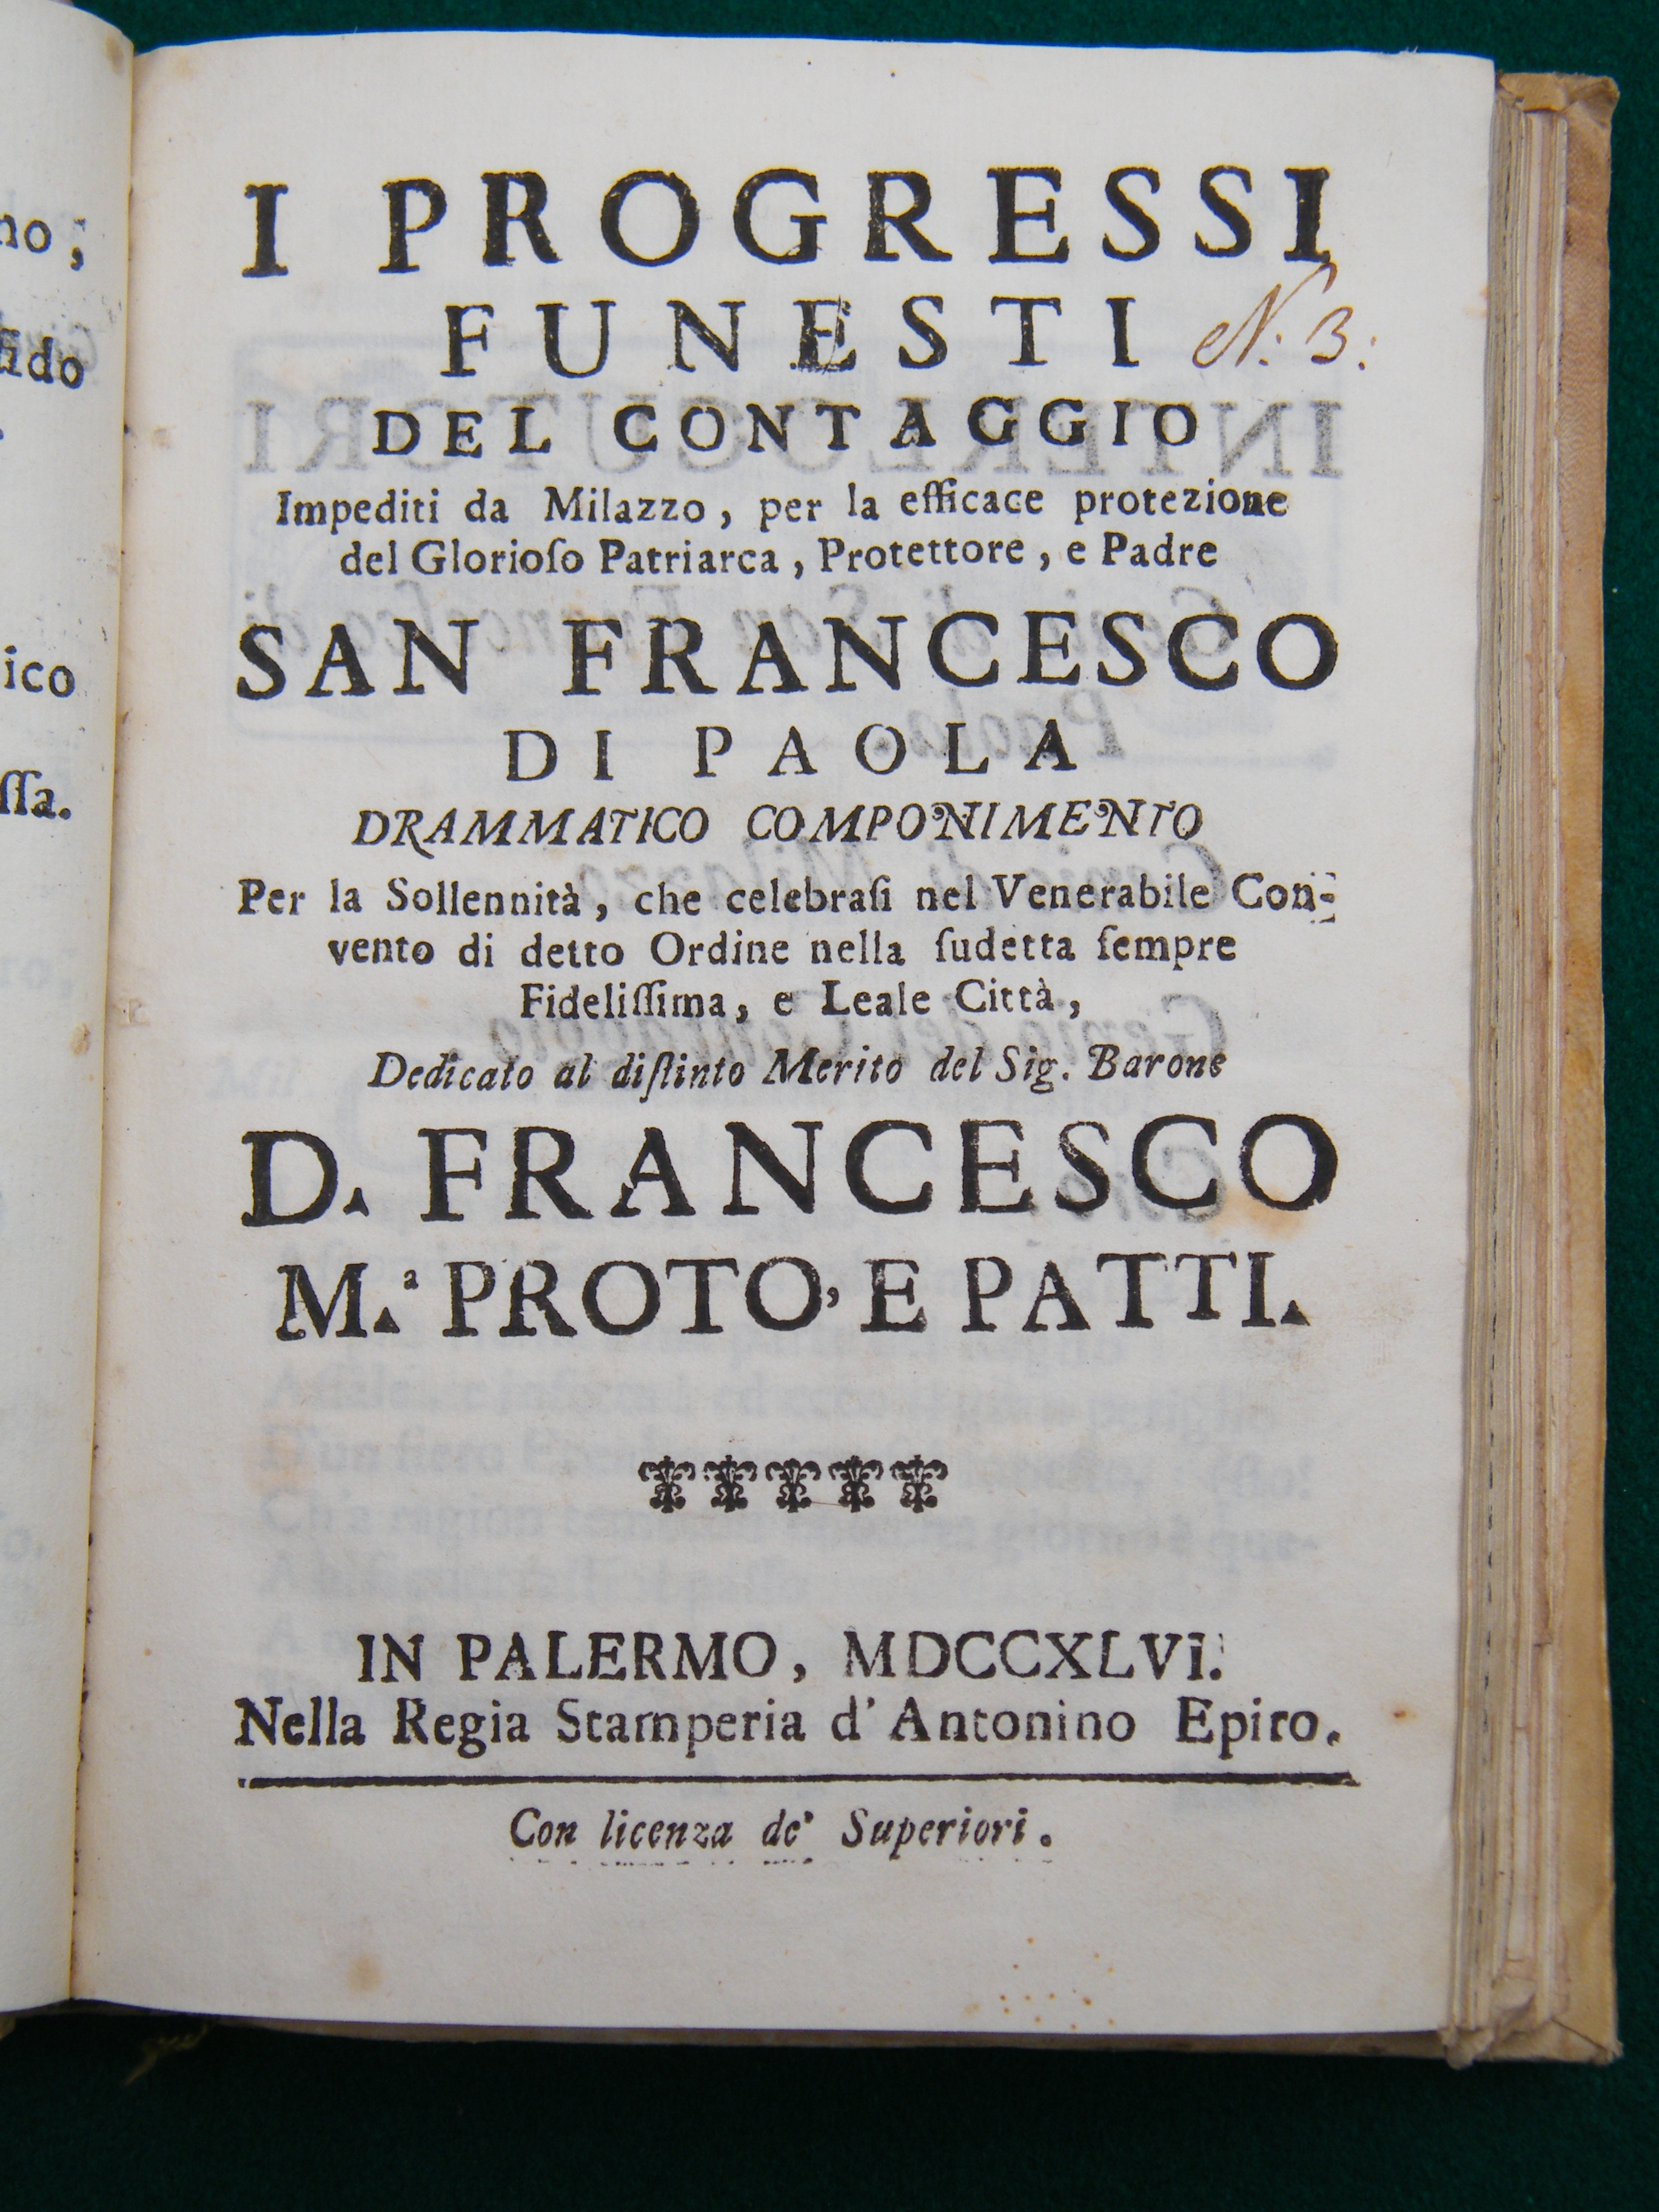 I PROGRESSI
FUNESTI N. 3:
DEL CONTAGGIO
Impediti da Milazzo, per la efficace protezione
del Glorioſo Patriarca, Protettore, e Padre
SAN FRANCESCO
DI PAOLA
DRAMMATICO COMPONIMENTO
Per la Sollennità, che celebraſi nel Venerabile Con-
vento di detto Ordine nella ſudetta ſempre
Fideliſſima, e Leale Città,
Dedicato al diſtinto Merito del Sig. Barone
D. FRANCESCO
M.ª PROTO, E PATTI.
IN PALERMO, MDCCXLVI.
Nella Regia Stamperia d' Antonino Epiro.
Con licenza de' Superiori.